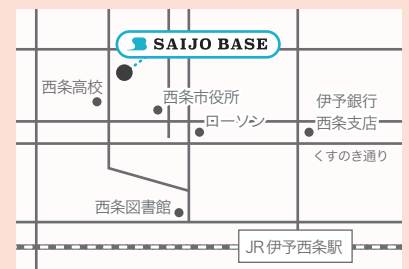 SAIJO BASE
西条高校
西条市役所
ローソン
伊予銀行
西条支店
くすのき通り
西条図書館
JR伊予西条駅